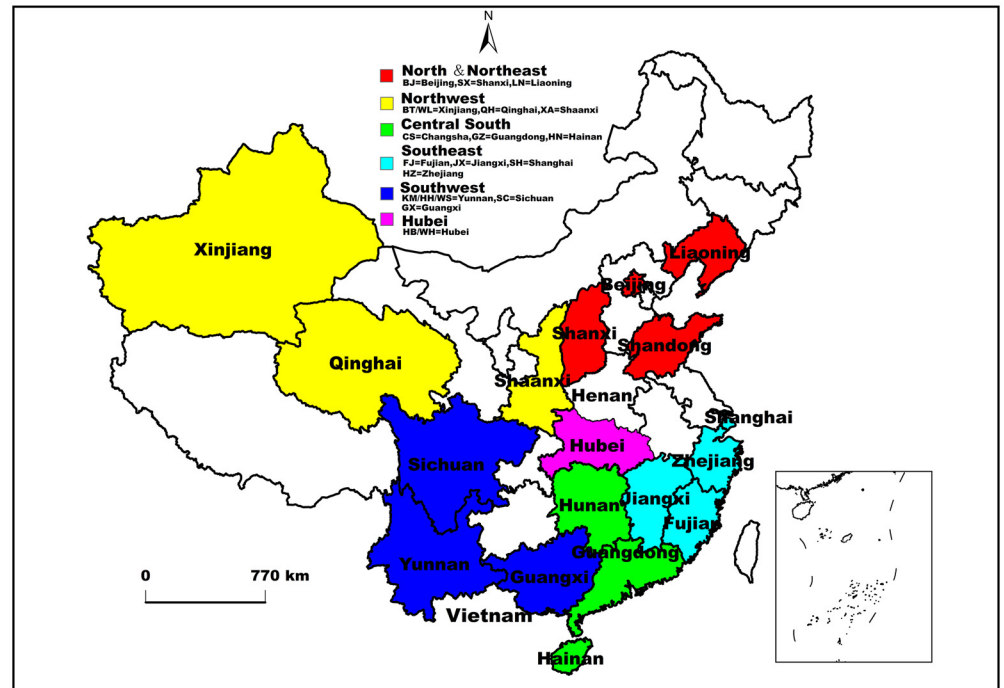 N
North & Northeast
BJ=Beijing,SX=Shanxi,LN=Liaoning
Northwest
BT/WL=Xinjiang,QH=Qinghai,XA=Shaanxi
Central South
CS=Changsha,GZ=Guangdong,HN=Hainan
Southeast
FJ=Fujian,JX=Jiangxi,SH=Shanghai
HZ=Zhejiang
Southwest
KM/HH/WS=Yunnan,SC=Sichuan
GX=Guangxi
Hubei
HB/WH=Hubei
Xinjiang
Liaoning
Beijing
Shanxi
Shandong
Qinghai
Shaanxi
Henan
Shanghai
Hubei
Zhejiang
Sichuan
Jiangxi
Hunan
Fujian
Guangdong
Yunnan
Guangxi
0 770 km
Vietnam
Hainan